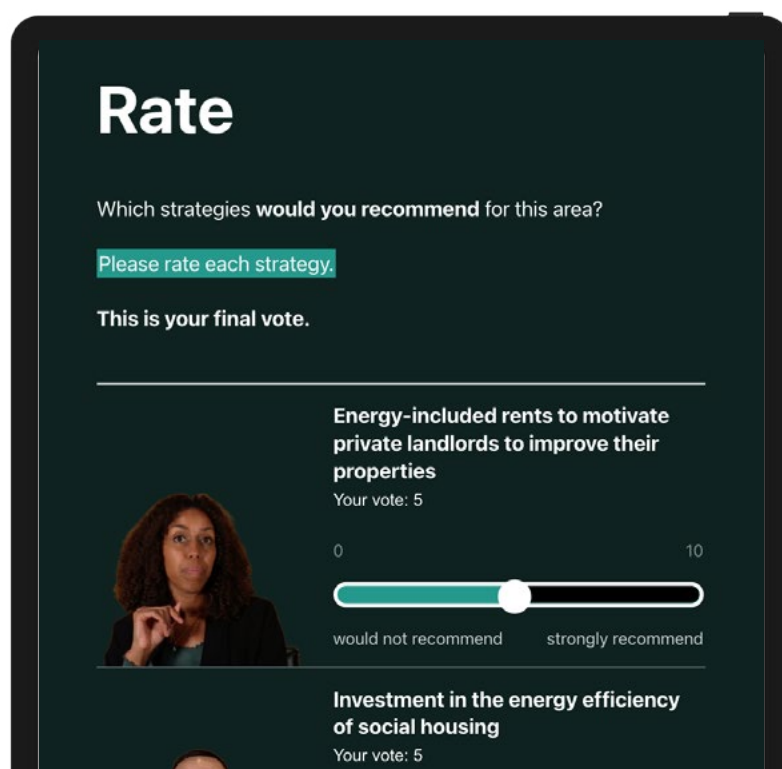 Rate
Which strategies would you recommend for this area?
Please rate each strategy.
This is your final vote.
Energy-included rents to motivate
private landlords to improve their
properties
Your vote: 5
0 10
would not recommend strongly recommend
Investment in the energy efficiency
of social housing
Your vote: 5